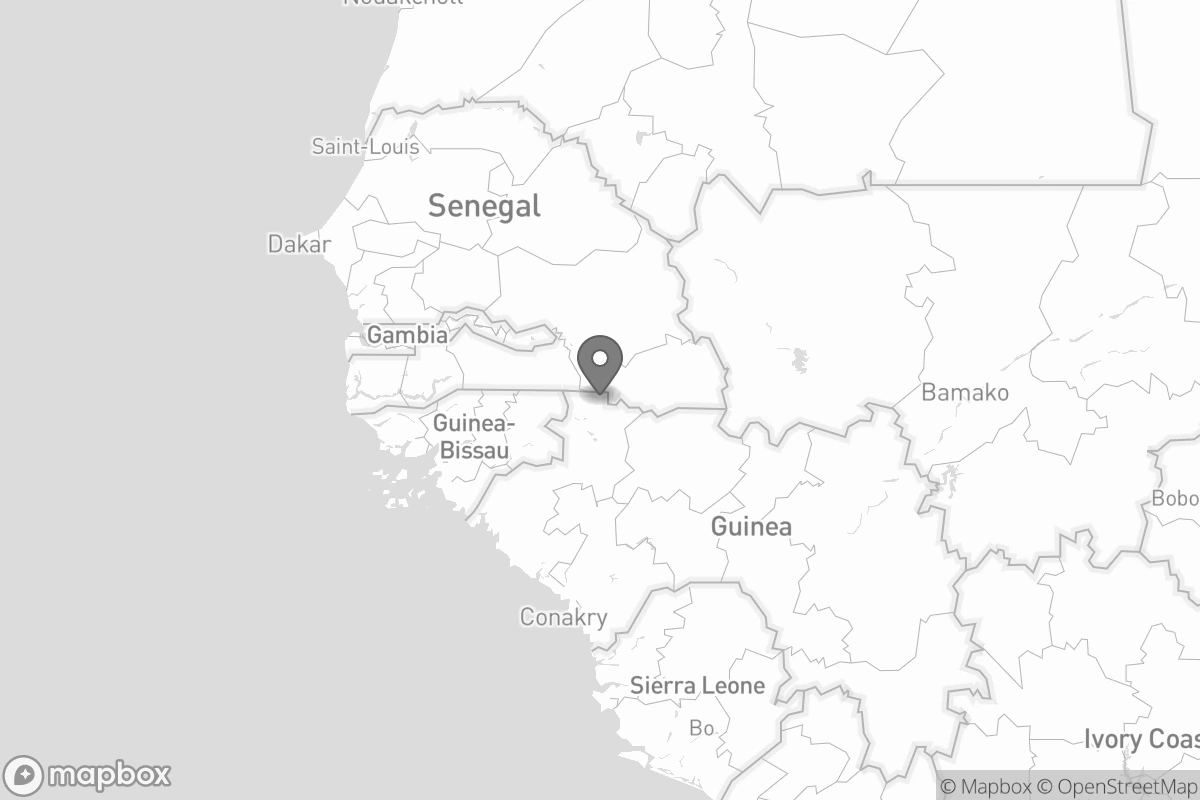 Nouakchott
Saint-Louis
Senegal
Dakar
Gambia
Bamako
Guinea-
Bissau
Bobo
Guinea
Conakry
Sierra Leone
Bo
Ivory Coas
mapbox
© Mapbox © OpenStreetMap